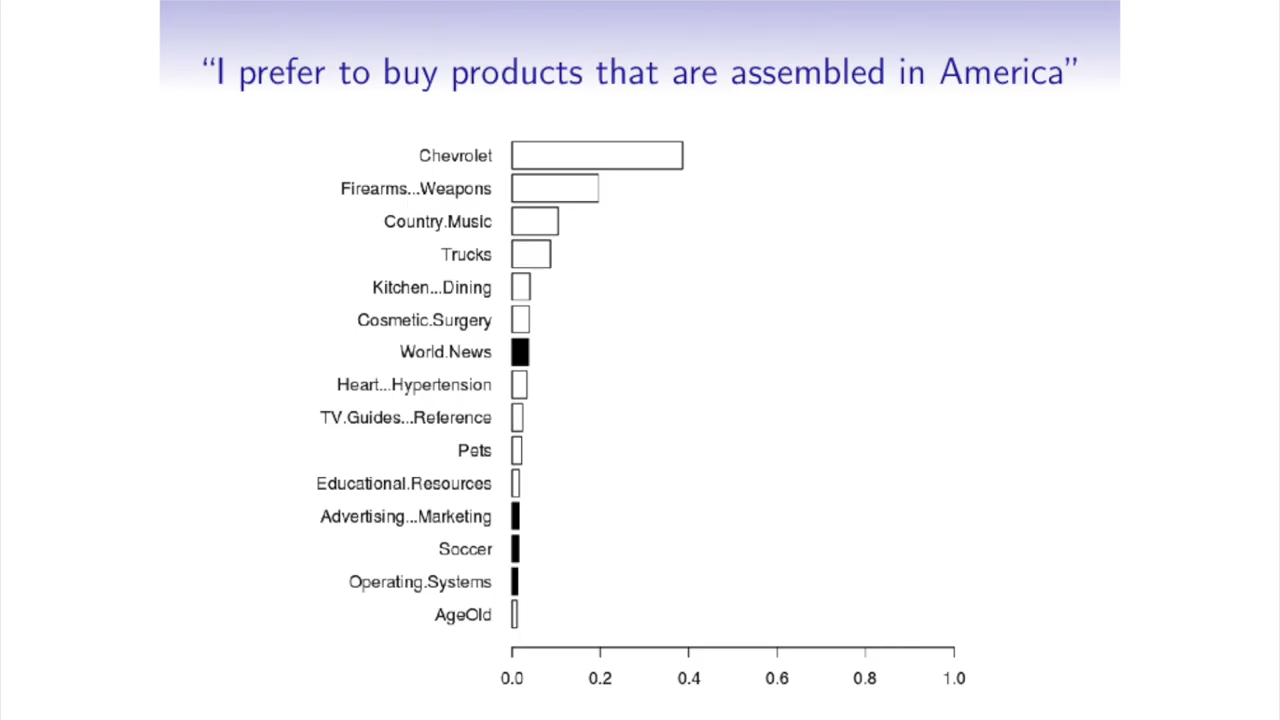 “I prefer to buy products that are assembled in America”
Chevrolet
Firearms...Weapons
Country.Music
Trucks
Kitchen...Dining
Cosmetic.Surgery
World.News
Heart...Hypertension
TV.Guides...Reference
Pets
Educational.Resources
Advertising...Marketing
Soccer
Operating.Systems
AgeOld
0.0 0.2 0.4 0.6 0.8 1.0